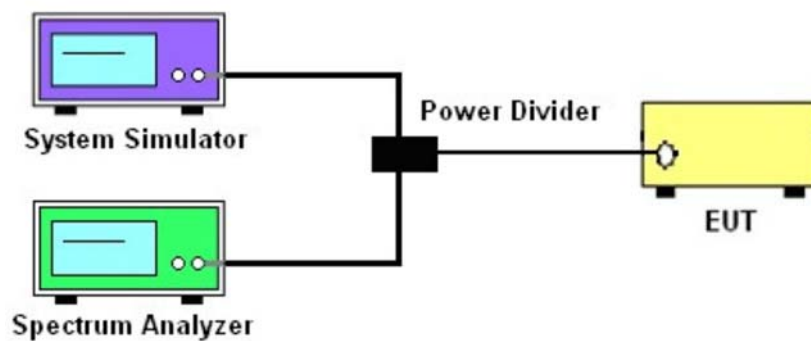 System Simulator
Power Divider
EUT
Spectrum Analyzer